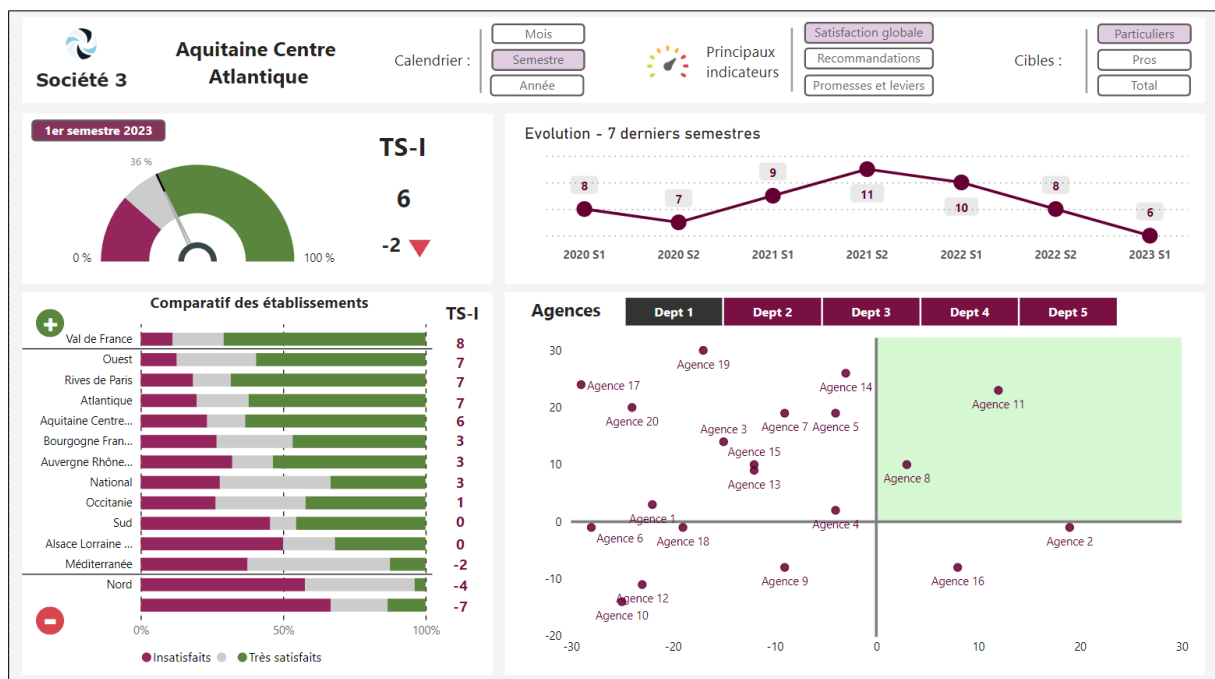 Société 3
Aquitaine Centre
Atlantique
Calendrier :
Mois
Semestre
Année
Principaux
indicateurs
Satisfaction globale
Recommandations
Promesses et leviers
Cibles :
Particuliers
Pros
Total
1er semestre 2023
36 %
0 %
100 %
TS-I
6
-2
Evolution - 7 derniers semestres
8
7
9
11
10
8
6
2020 S1
2020 S2
2021 S1
2021 S2
2022 S1
2022 S2
2023 S1
Comparatif des établissements
TS-I
+
Val de France
8
Ouest
7
Rives de Paris
7
Atlantique
7
Aquitaine Centre...
6
Bourgogne Fran...
3
Auvergne Rhône...
3
National
3
Occitanie
1
Sud
0
Alsace Lorraine ...
0
Méditerranée
-2
Nord
-4
-7
-
0%
50%
100%
Insatisfaits
Très satisfaits
Agences
Dept 1
Dept 2
Dept 3
Dept 4
Dept 5
30
20
10
0
-10
-20
Agence 19
Agence 17
Agence 14
Agence 11
Agence 20
Agence 3
Agence 7
Agence 5
Agence 15
Agence 13
Agence 8
Agence 1
Agence 4
Agence 6
Agence 18
Agence 2
Agence 9
Agence 16
Agence 12
Agence 10
-30
-20
-10
0
10
20
30